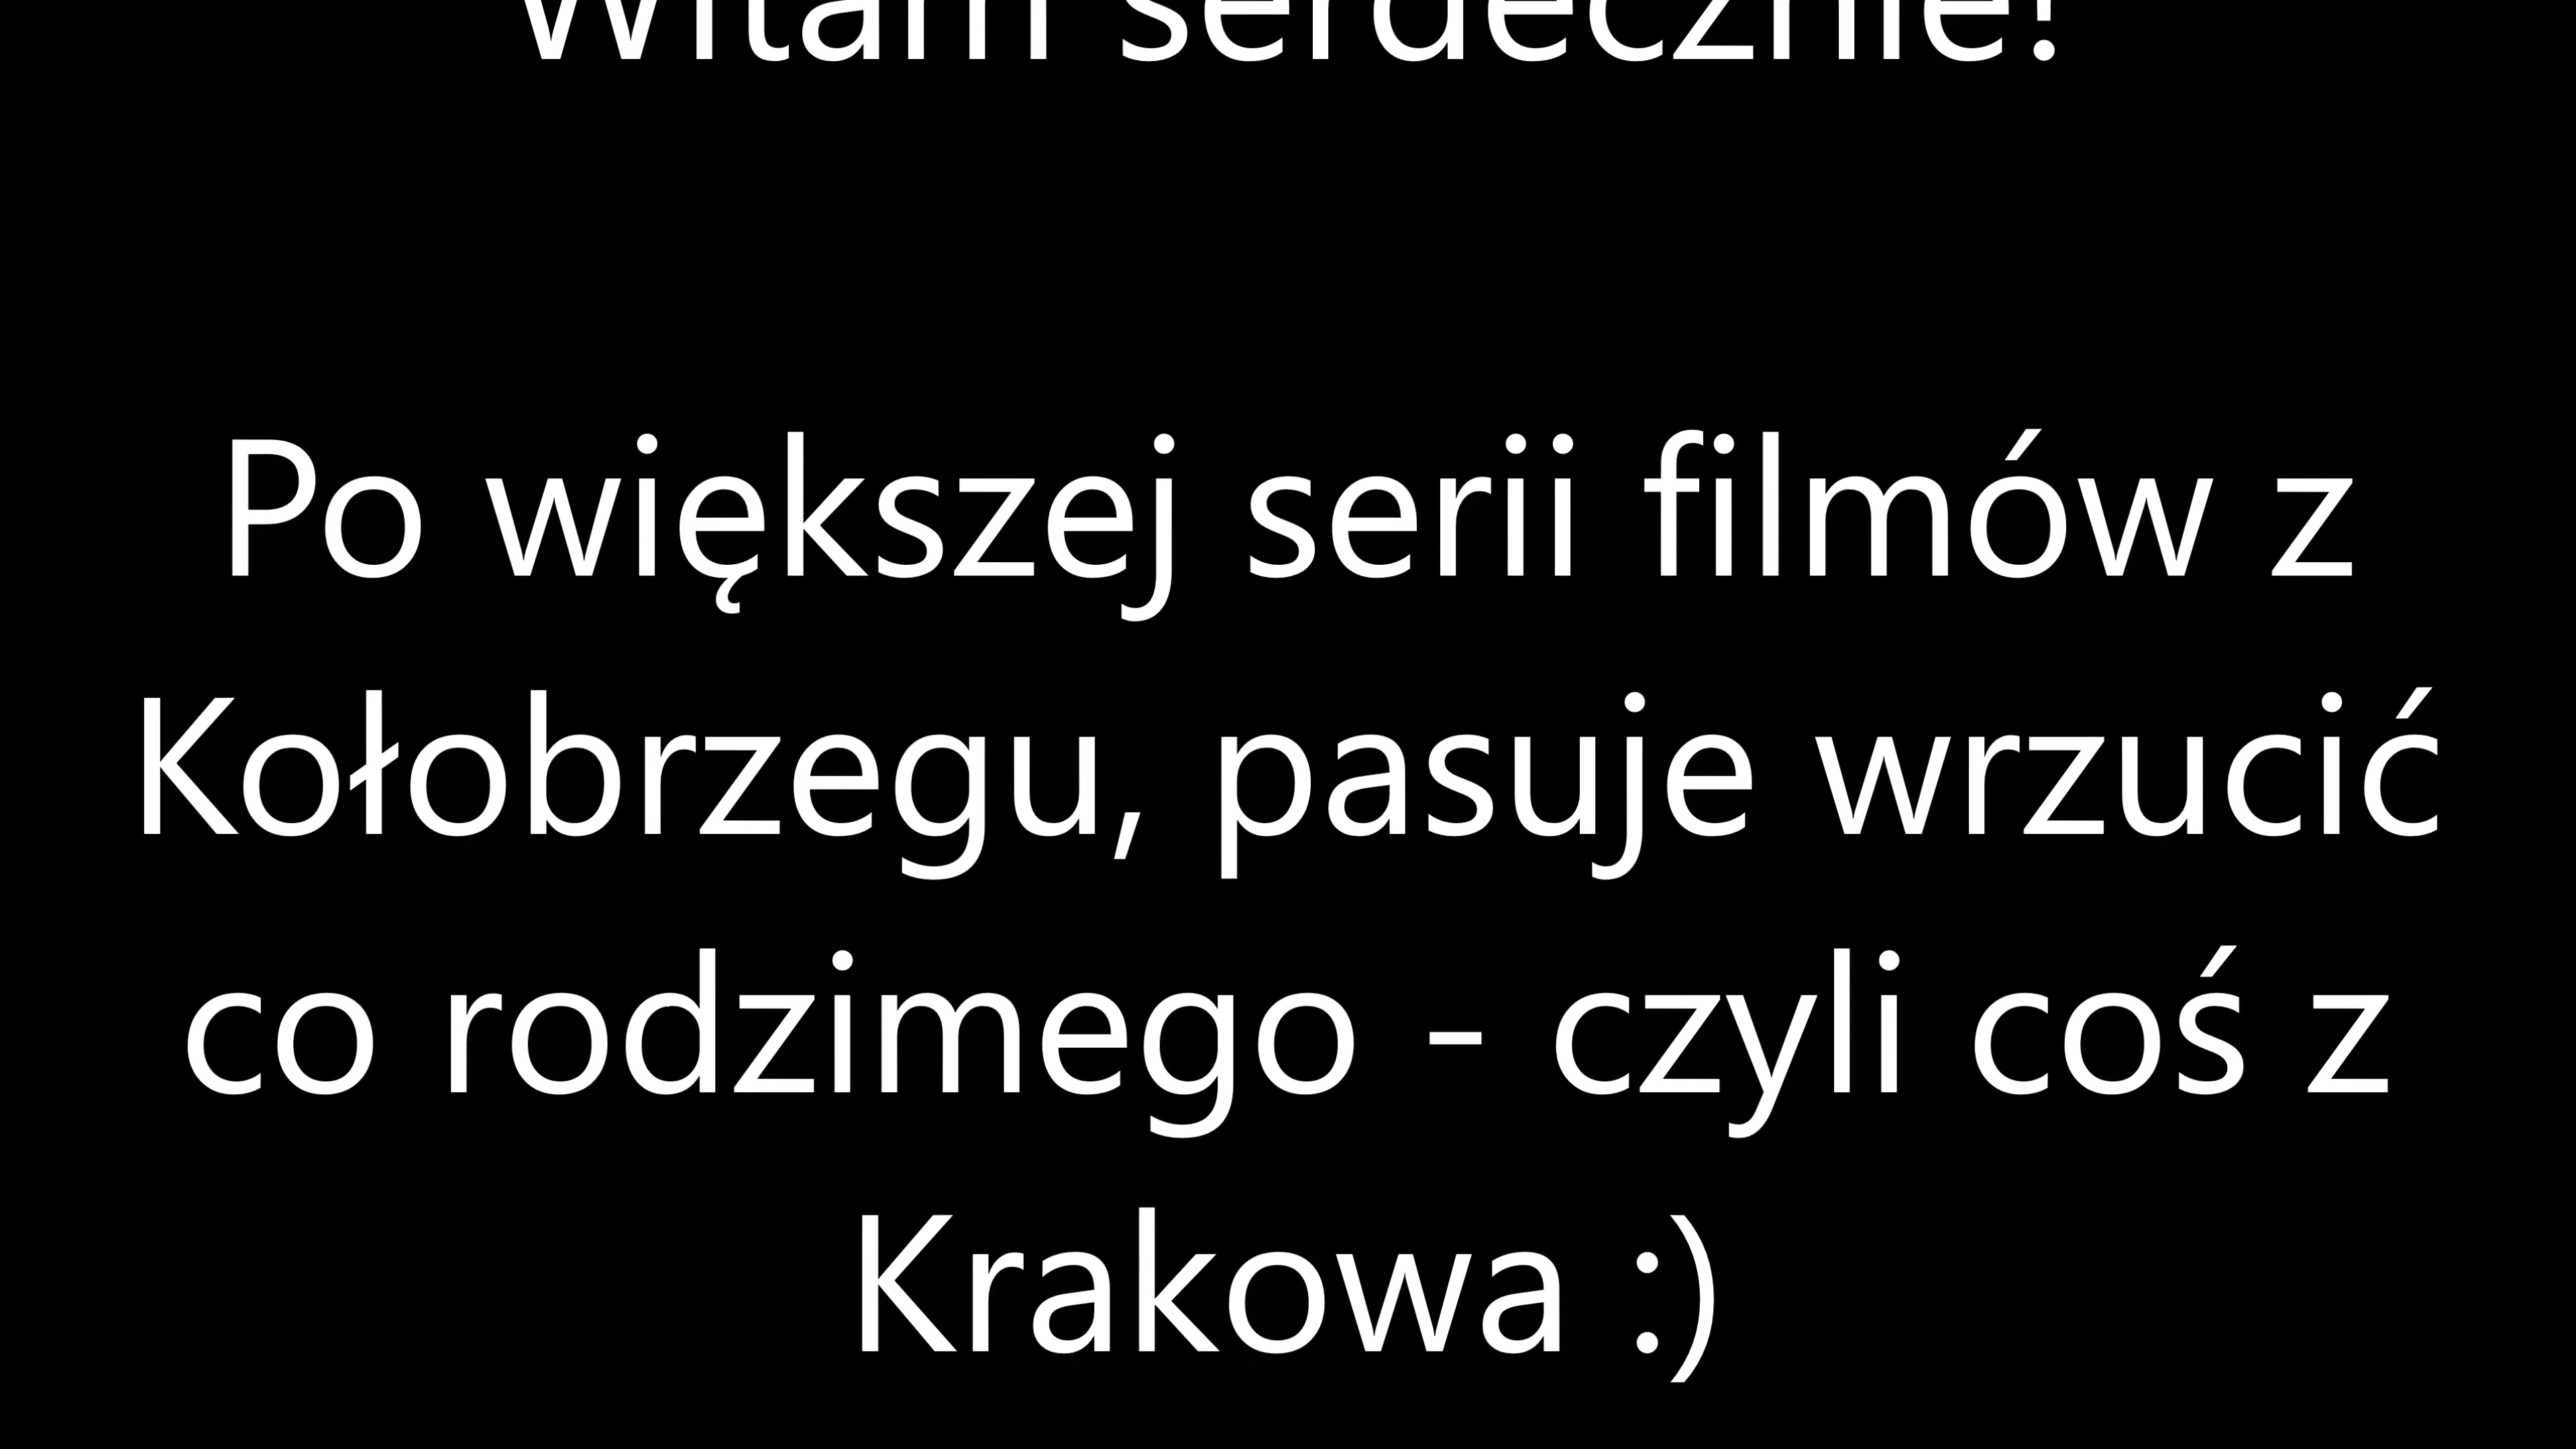 Witam serdecznie!
Po większej serii filmów z
Kołobrzegu, pasuje wrzucić
co rodzimego - czyli coś z
Krakowa :)